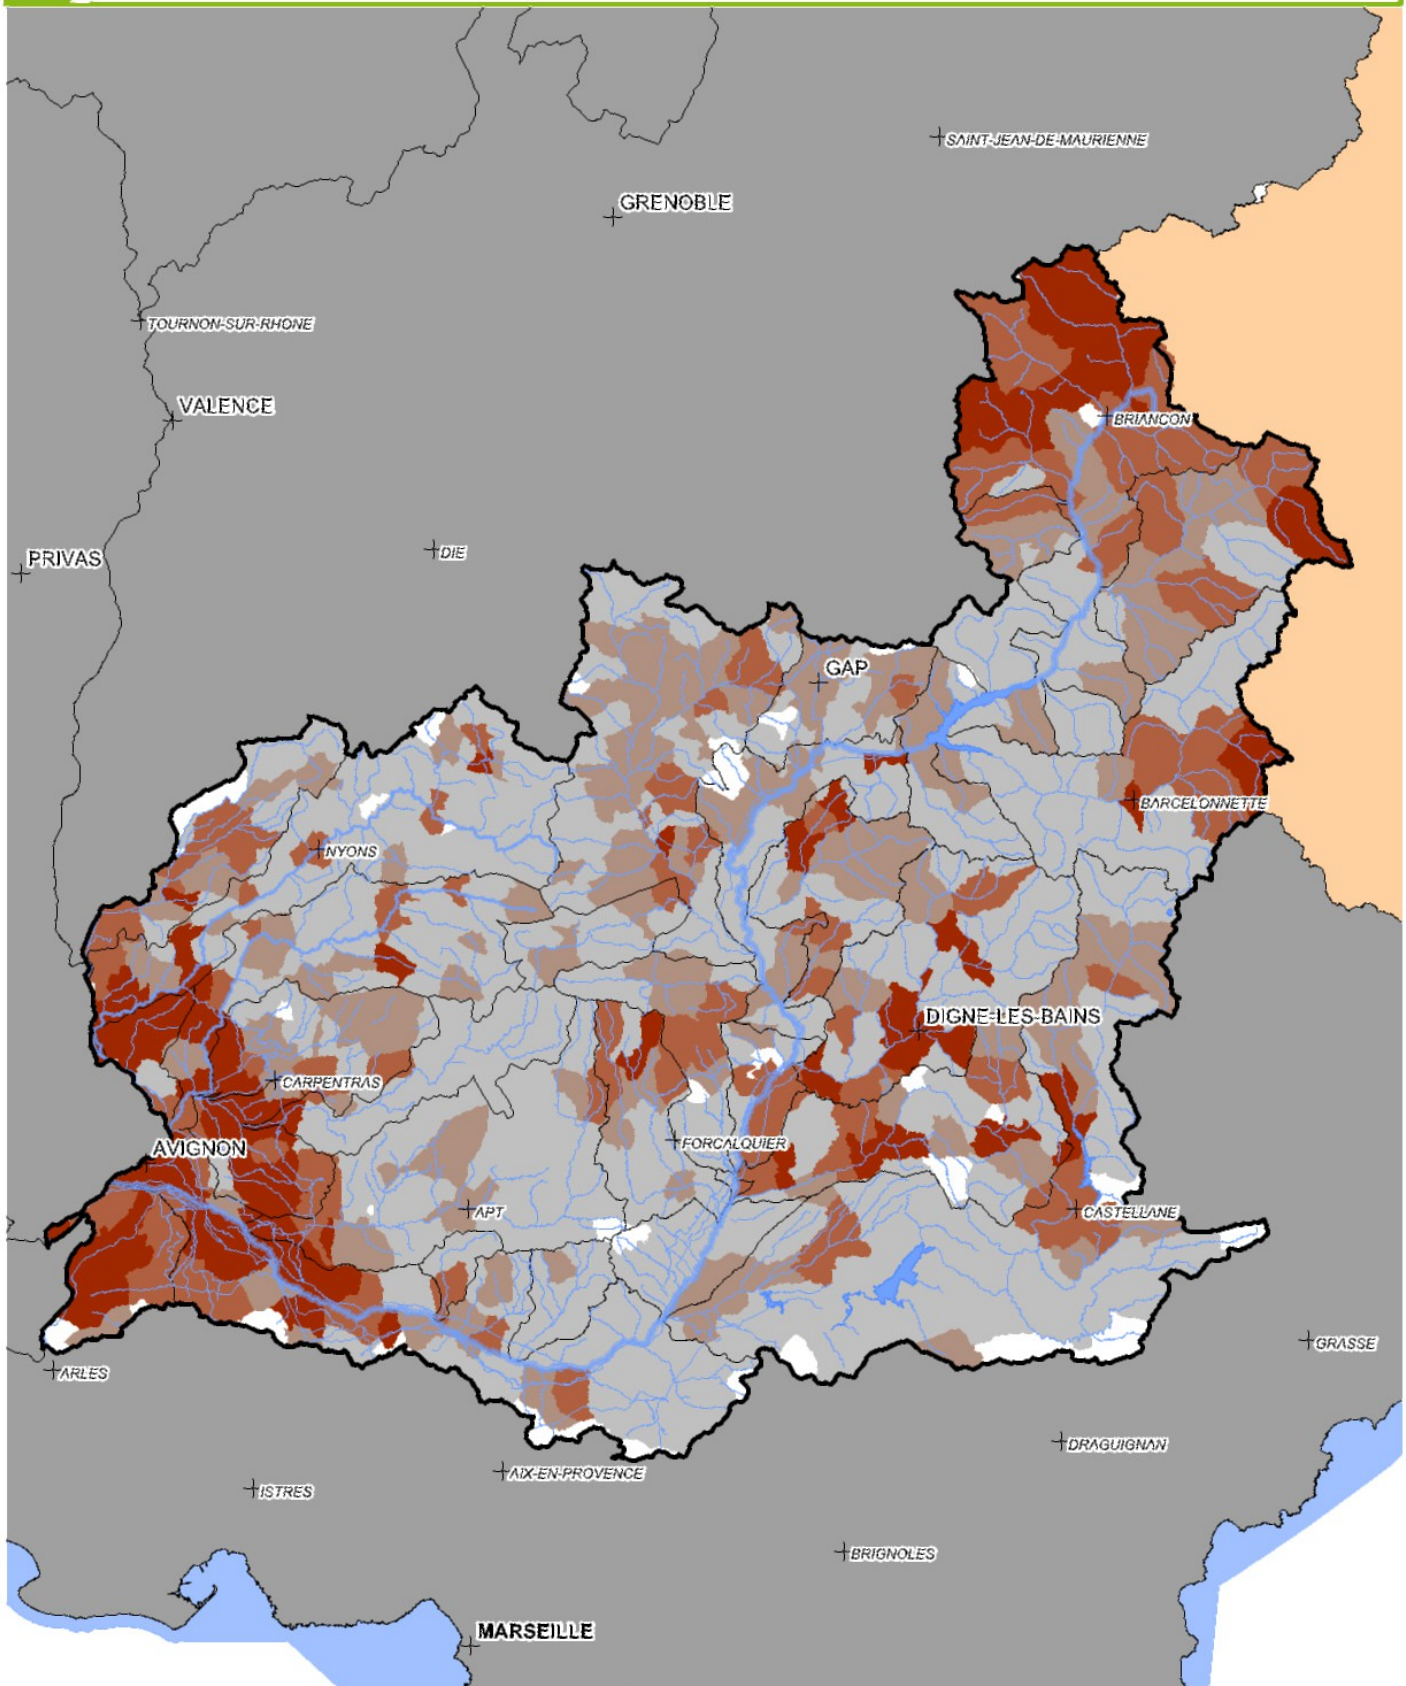 SAINT-JEAN-DE-MAURIENNE
GRENOBLE
TOURNON-SUR-RHONE
VALENCE
BRIANCON
PRIVAS
DIE
GAP
BARCELONNETTE
NYONS
DIGNE-LES-BAINS
CARPENTRAS
FORCALQUIER
AVIGNON
APT
CASTELLANE
GRASSE
ARLES
DRAGUIGNAN
AIX-EN-PROVENCE
ISTRES
BRIGNOLES
MARSEILLE